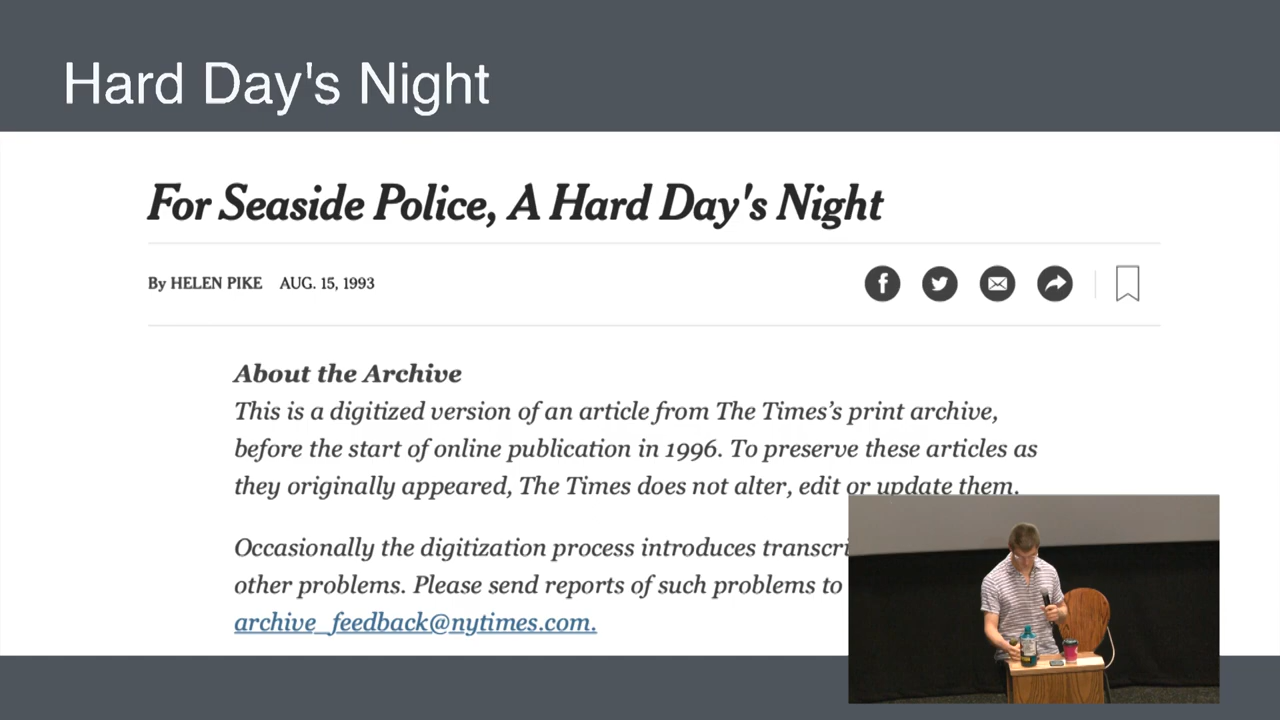 Hard Day's Night
For Seaside Police, A Hard Day's Night
By HELEN PIKE AUG. 15, 1993
About the Archive
This is a digitized version of an article from The Times’s print archive,
before the start of online publication in 1996. To preserve these articles as
they originally appeared, The Times does not alter, edit or update them.
Occasionally the digitization process introduces transcri
other problems. Please send reports of such problems to
archive_feedback@nytimes.com.